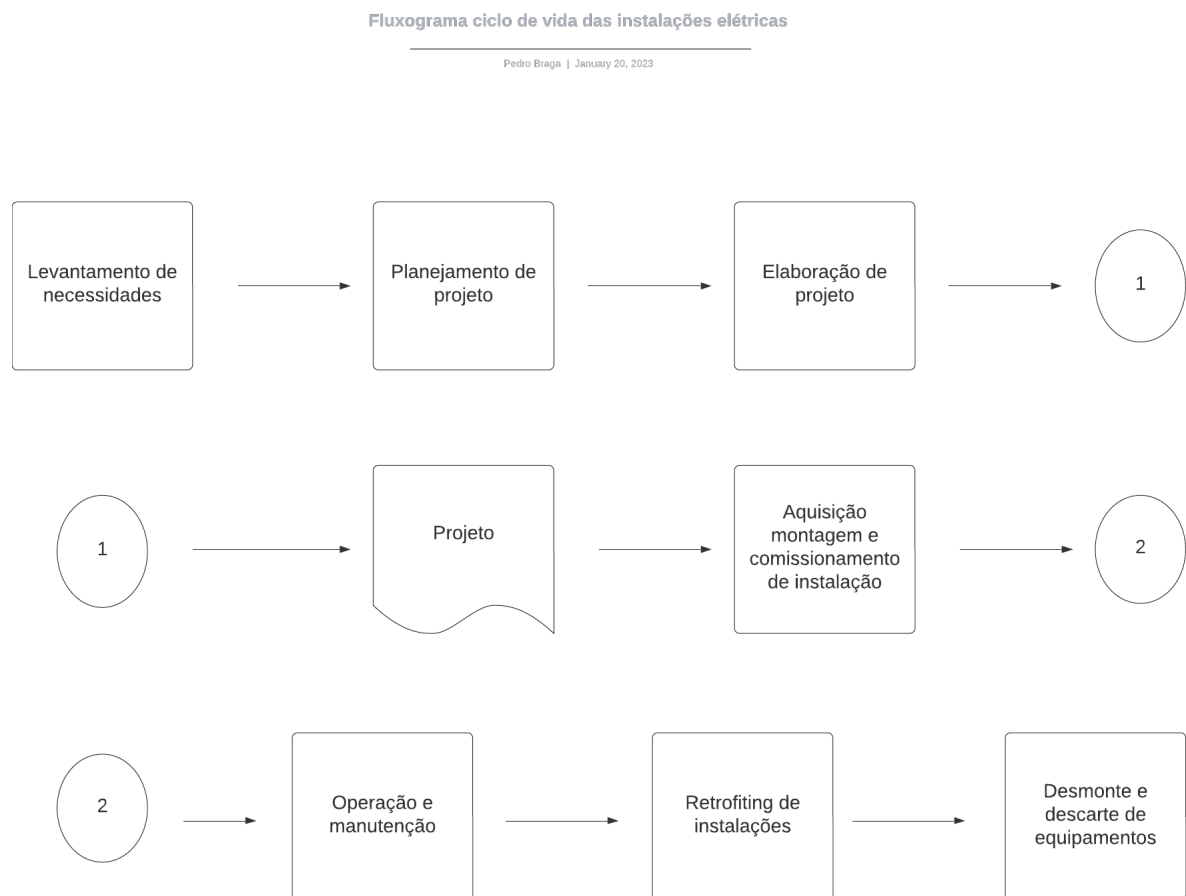 Fluxograma ciclo de vida das instalações elétricas
Pedro Braga | January 20, 2023
Levantamento de
necessidades
Planejamento de
projeto
Elaboração de
projeto
1
1
Projeto
Aquisição
montagem e
comissionamento
de instalação
2
2
Operação e
manutenção
Retrofiting de
instalações
Desmonte e
descarte de
equipamentos